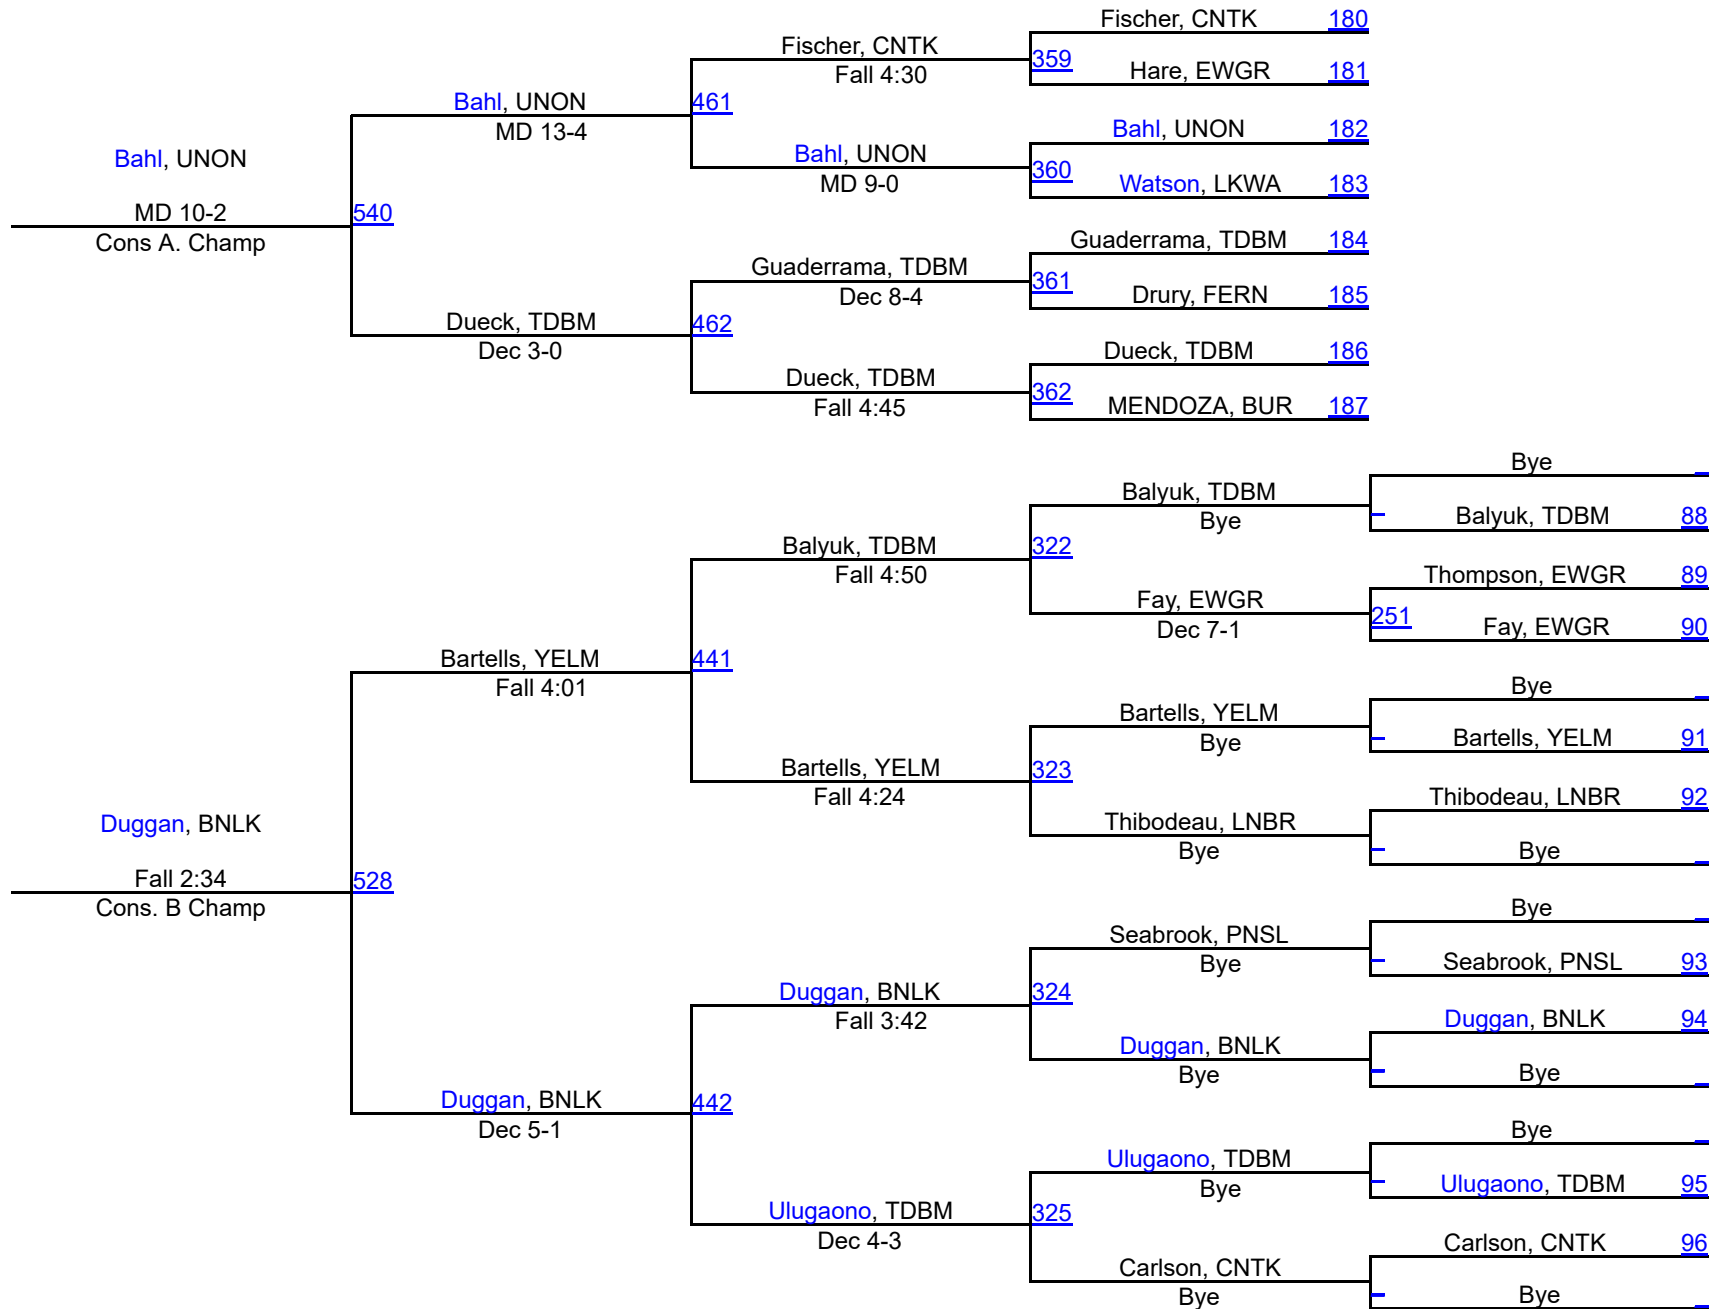 Fischer, CNTK 180
Fischer, CNTK
Fall 4:30
359
Hare, EWGR 181
Bahl, UNON
MD 13-4
461
Bahl, UNON 182
Bahl, UNON
MD 9-0
360
Watson, LKWA 183
Bahl, UNON
MD 10-2
Cons A. Champ
540
Guaderrama, TDBM 184
Guaderrama, TDBM
Dec 8-4
361
Drury, FERN 185
Dueck, TDBM
Dec 3-0
462
Dueck, TDBM 186
Dueck, TDBM
Fall 4:45
362
MENDOZA, BUR 187
Bye
Balyuk, TDBM
Bye
Balyuk, TDBM 88
Balyuk, TDBM
Fall 4:50
322
Thompson, EWGR 89
Fay, EWGR
Dec 7-1
251
Fay, EWGR 90
Bartells, YELM
Fall 4:01
441
Bye
Bartells, YELM
Bye
Bartells, YELM 91
Bartells, YELM
Fall 4:24
323
Thibodeau, LNBR 92
Thibodeau, LNBR
Bye
Bye
Duggan, BNLK
Fall 2:34
Cons. B Champ
528
Bye
Seabrook, PNSL
Bye
Seabrook, PNSL 93
Duggan, BNLK
Fall 3:42
324
Duggan, BNLK 94
Duggan, BNLK
Bye
Bye
Duggan, BNLK
Dec 5-1
442
Bye
Ulugaono, TDBM
Bye
Ulugaono, TDBM 95
Ulugaono, TDBM
Dec 4-3
325
Carlson, CNTK 96
Carlson, CNTK
Bye
Bye